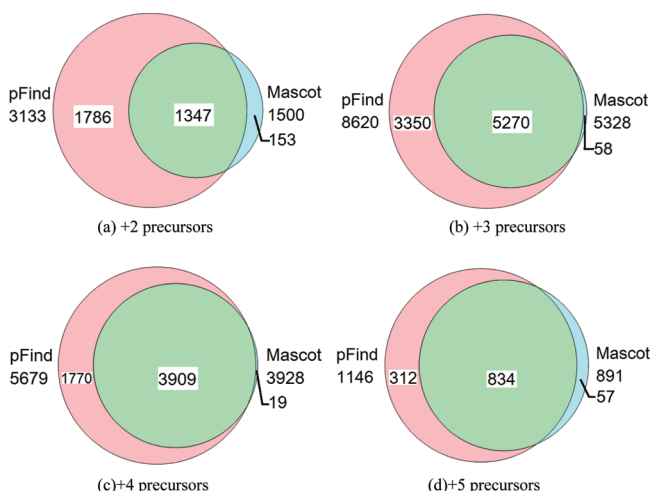 pFind
3133
1786
1347
Mascot
1500
153
(a) +2 precursors
pFind
8620
3350
5270
Mascot
5328
58
(b) +3 precursors
pFind
5679
1770
3909
Mascot
3928
19
(c)+4 precursors
pFind
1146
312
834
Mascot
891
57
(d)+5 precursors